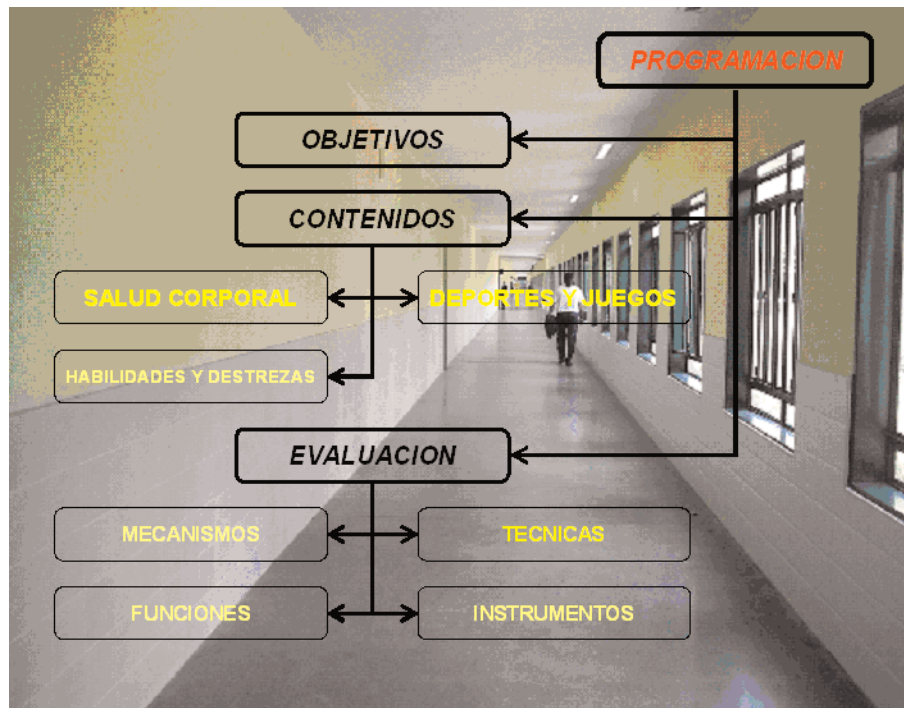 PROGRAMACION
OBJETIVOS
CONTENIDOS
SALUD CORPORAL
DEPORTES Y JUEGOS
HABILIDADES Y DESTREZAS
EVALUACION
MECANISMOS
TECNICAS
FUNCIONES
INSTRUMENTOS